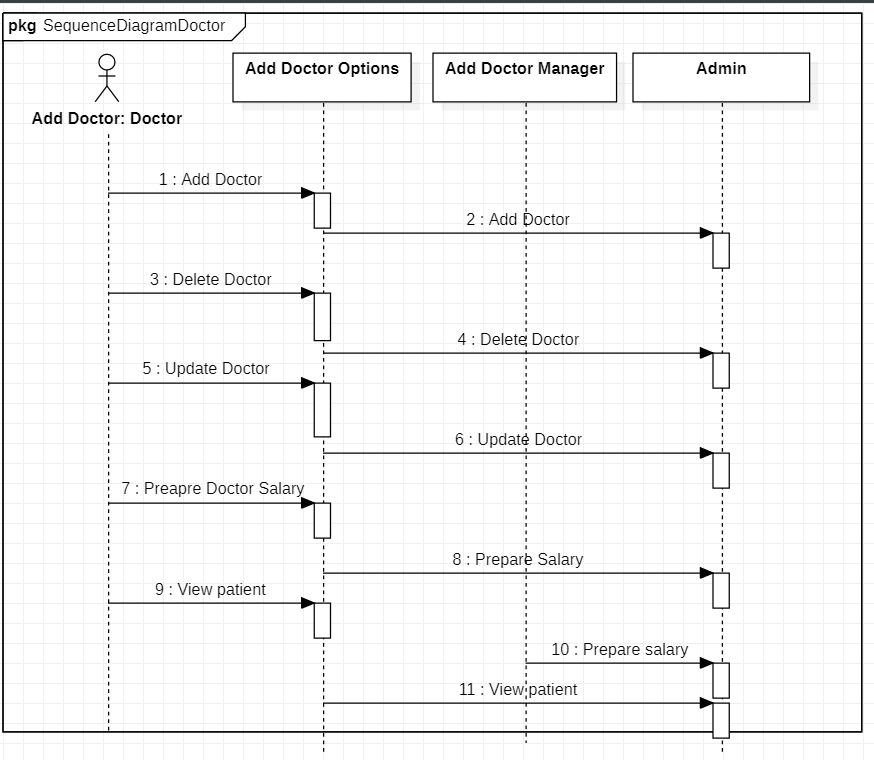 pkg SequenceDiagramDoctor
Add Doctor: Doctor
Add Doctor Options
Add Doctor Manager
Admin
1 : Add Doctor
2 : Add Doctor
3 : Delete Doctor
4 : Delete Doctor
5 : Update Doctor
6 : Update Doctor
7 : Preapre Doctor Salary
8 : Prepare Salary
9 : View patient
10 : Prepare salary
11 : View patient